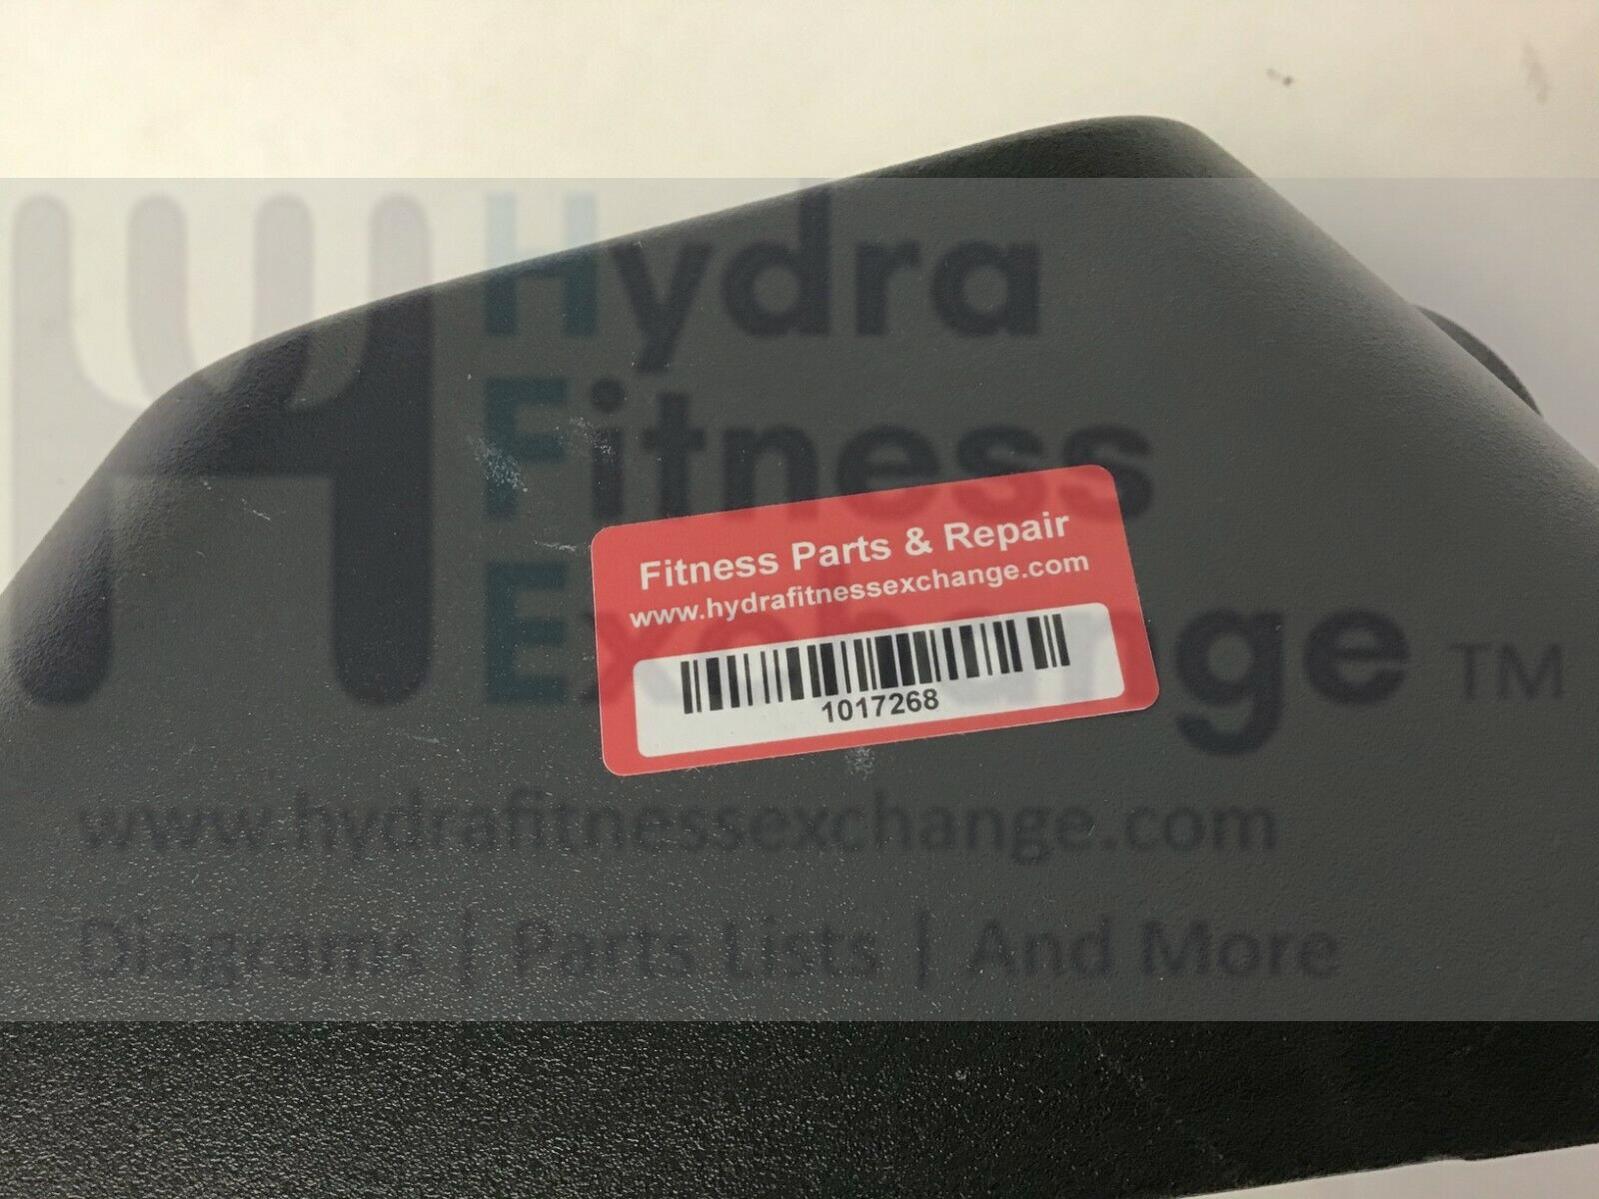 Hydra
Fitness
Exchange ™
www.hydrafitnessexchange.com
Diagrams | Parts Lists | And More
Fitness Parts & Repair
www.hydrafitnessexchange.com
1017268